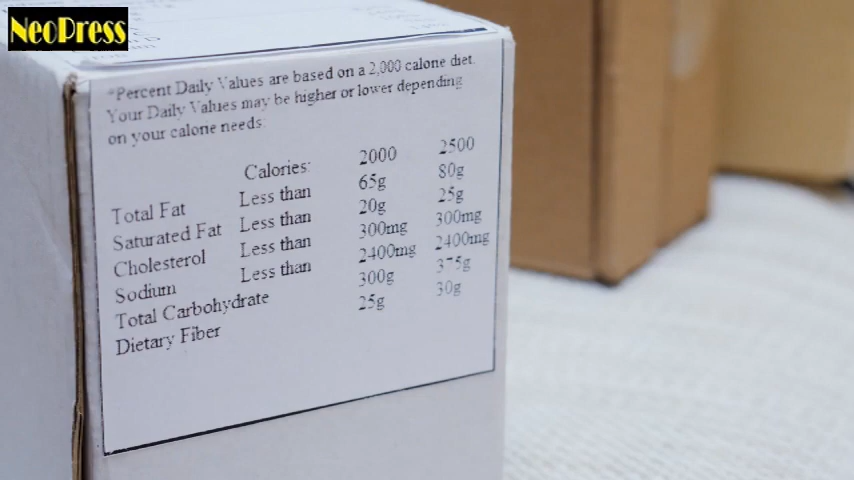 NeoPress
*Percent Daily Values are based on a 2,000 calorie diet.
Your Daily Values may be higher or lower depending
on your calorie needs:
Calories: 2000 2500
Total Fat Less than 65g 80g
Saturated Fat Less than 20g 25g
Cholesterol Less than 300mg 300mg
Sodium Less than 2400mg 2400mg
Total Carbohydrate 300g 375g
Dietary Fiber 25g 30g